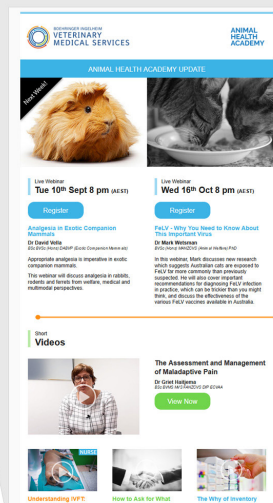 BOEHRINGER INGELHEIM
VETERINARY
MEDICAL SERVICES
ANIMAL
HEALTH
ACADEMY
ANIMAL HEALTH ACADEMY UPDATE
Next Week!
Live Webinar
Tue 10th Sept 8 pm (AEST)
Register
Analgesia in Exotic Companion
Mammals
Dr David Vella
BVSc (Hons) DABVP (Exotic Companion Mammals)
Appropriate analgesia is imperative in exotic
companion mammals.
This webinar will discuss analgesia in rabbits,
rodents and ferrets from welfare, medical and
multimodal perspectives.
Live Webinar
Wed 16th Oct 8 pm (AEST)
Register
FeLV - Why You Need to Know About
This Important Virus
Dr Mark Westman
In this webinar, Mark discusses new research
which suggests Australian cats are exposed to
FeLV far more commonly than previously
suspected. He will also cover important
recommendations for diagnosing FeLV infection
in practice, which can be trickier than you might
think, and discuss the effectiveness of the
various FeLV vaccines available in Australia.
Short
Videos
The Assessment and Management
of Maladaptive Pain
Dr Griet Haitjema
View Now
NURSE
Understanding IVFT:
How to Ask for What
The Why of Inventory